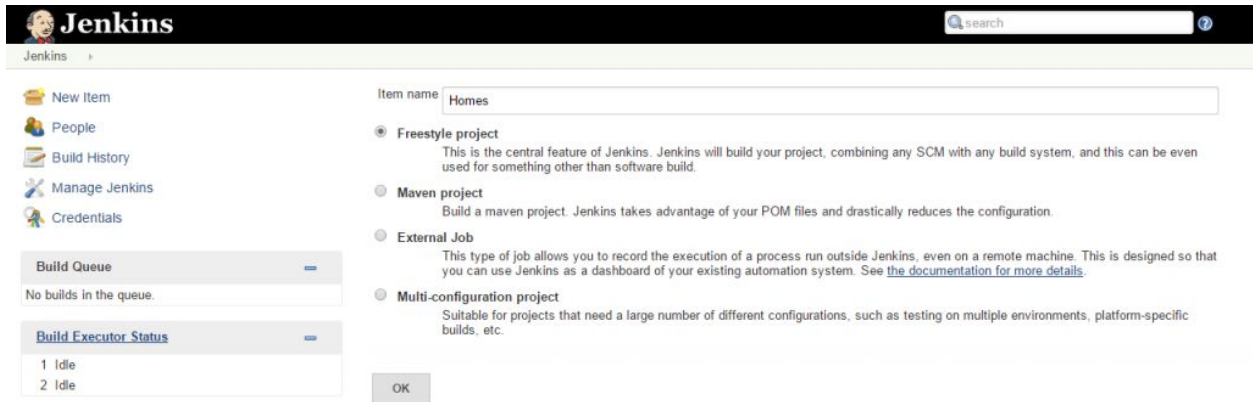 Jenkins
search
Jenkins
New Item
People
Build History
Manage Jenkins
Credentials
Build Queue
No builds in the queue.
Build Executor Status
1 Idle
2 Idle
Item name Homes
Freestyle project
This is the central feature of Jenkins. Jenkins will build your project, combining any SCM with any build system, and this can be even
used for something other than software build.
Maven project
Build a maven project. Jenkins takes advantage of your POM files and drastically reduces the configuration.
External Job
This type of job allows you to record the execution of a process run outside Jenkins, even on a remote machine. This is designed so that
you can use Jenkins as a dashboard of your existing automation system. See the documentation for more details.
Multi-configuration project
Suitable for projects that need a large number of different configurations, such as testing on multiple environments, platform-specific
builds, etc.
OK